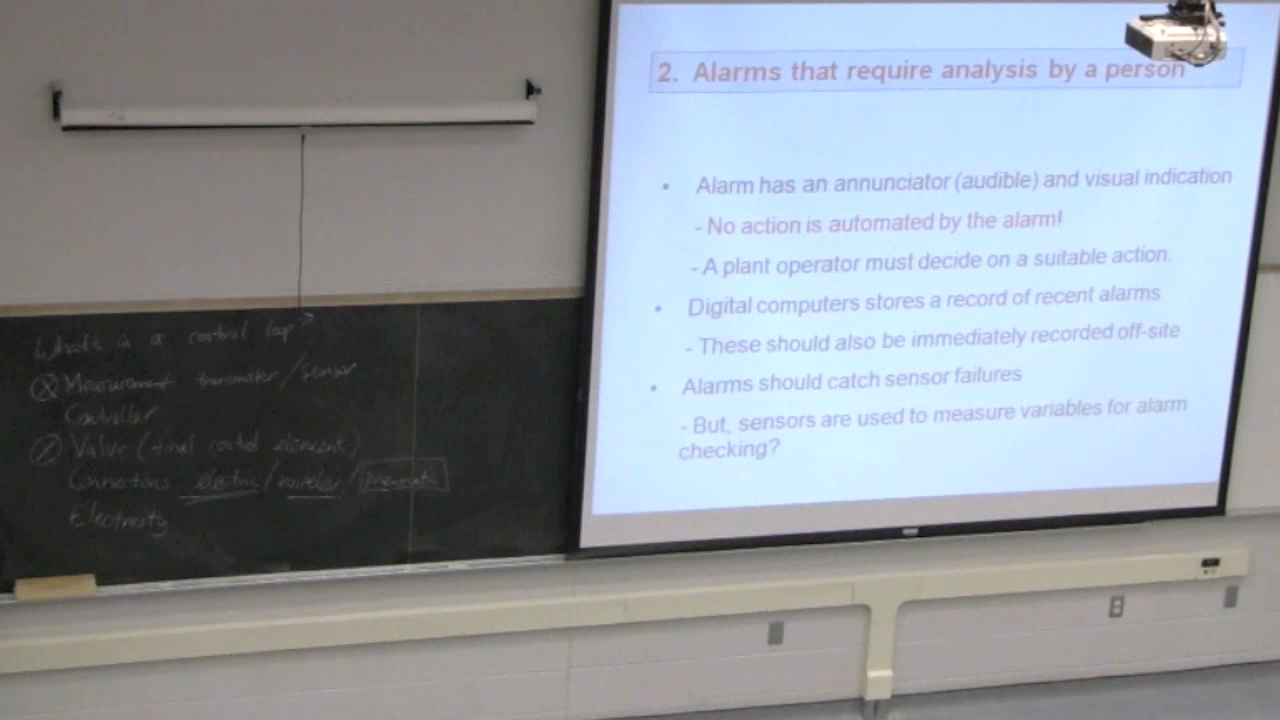 What's in a control loop?
Measurement transmitter/sensor
Controller
Valve (final control element)
Connections electric/wireless/pneumatic
Electricity
2. Alarms that require analysis by a person
• Alarm has an annunciator (audible) and visual indication
- No action is automated by the alarm!
- A plant operator must decide on a suitable action.
• Digital computers stores a record of recent alarms
- These should also be immediately recorded off-site
• Alarms should catch sensor failures
- But, sensors are used to measure variables for alarm
checking?